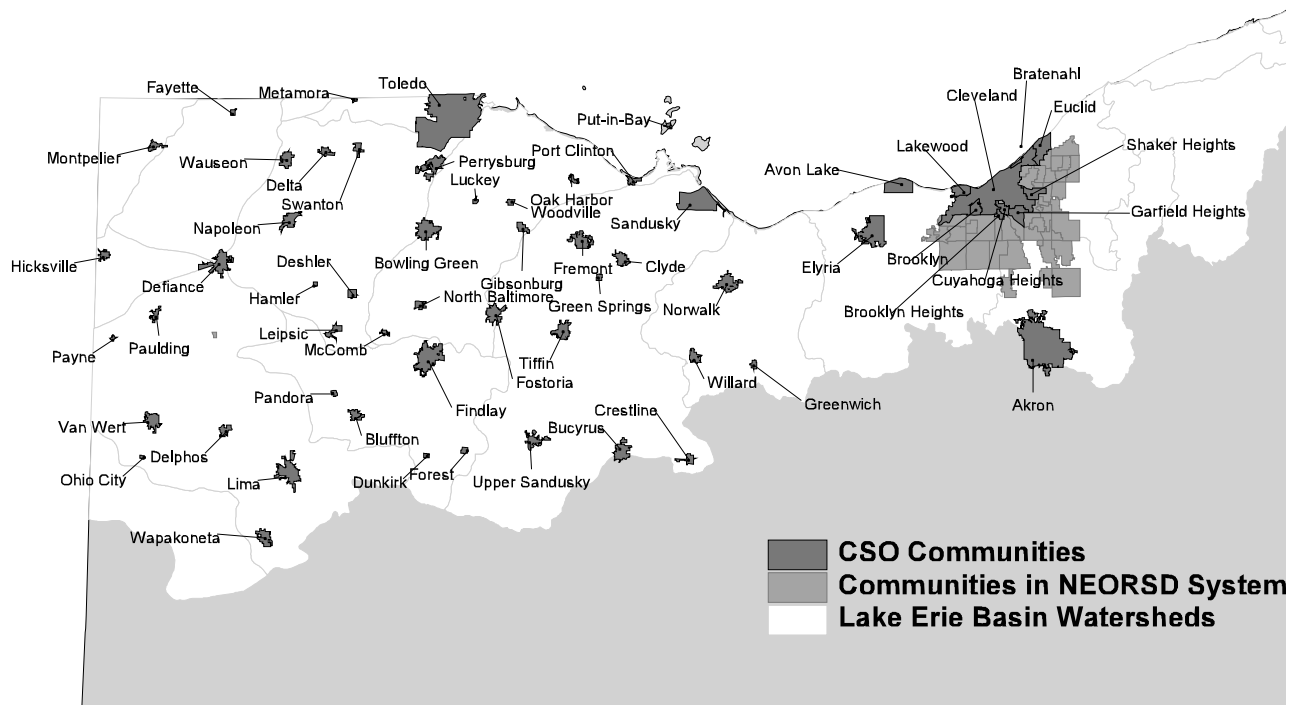 Bratenahl
Fayette
Metamora
Toledo
Cleveland
Euclid
Put-in-Bay
Montpelier
Wauseon
Perrysburg
Port Clinton
Lakewood
Shaker Heights
Delta
Luckey
Avon Lake
Swanton
Oak Harbor
Woodville
Sandusky
Garfield Heights
Napoleon
Hicksville
Deshler
Bowling Green
Fremont
Clyde
Elyria
Brooklyn
Defiance
Gibsonburg
Cuyahoga Heights
Hamler
North Baltimore
Green Springs
Norwalk
Brooklyn Heights
Leipsic
Payne
Paulding
McComb
Tiffin
Fostoria
Willard
Pandora
Findlay
Crestline
Greenwich
Akron
Van Wert
Bluffton
Bucyrus
Delphos
Ohio City
Lima
Dunkirk
Forest
Upper Sandusky
Wapakoneta
CSO Communities
Communities in NEORSD System
Lake Erie Basin Watersheds